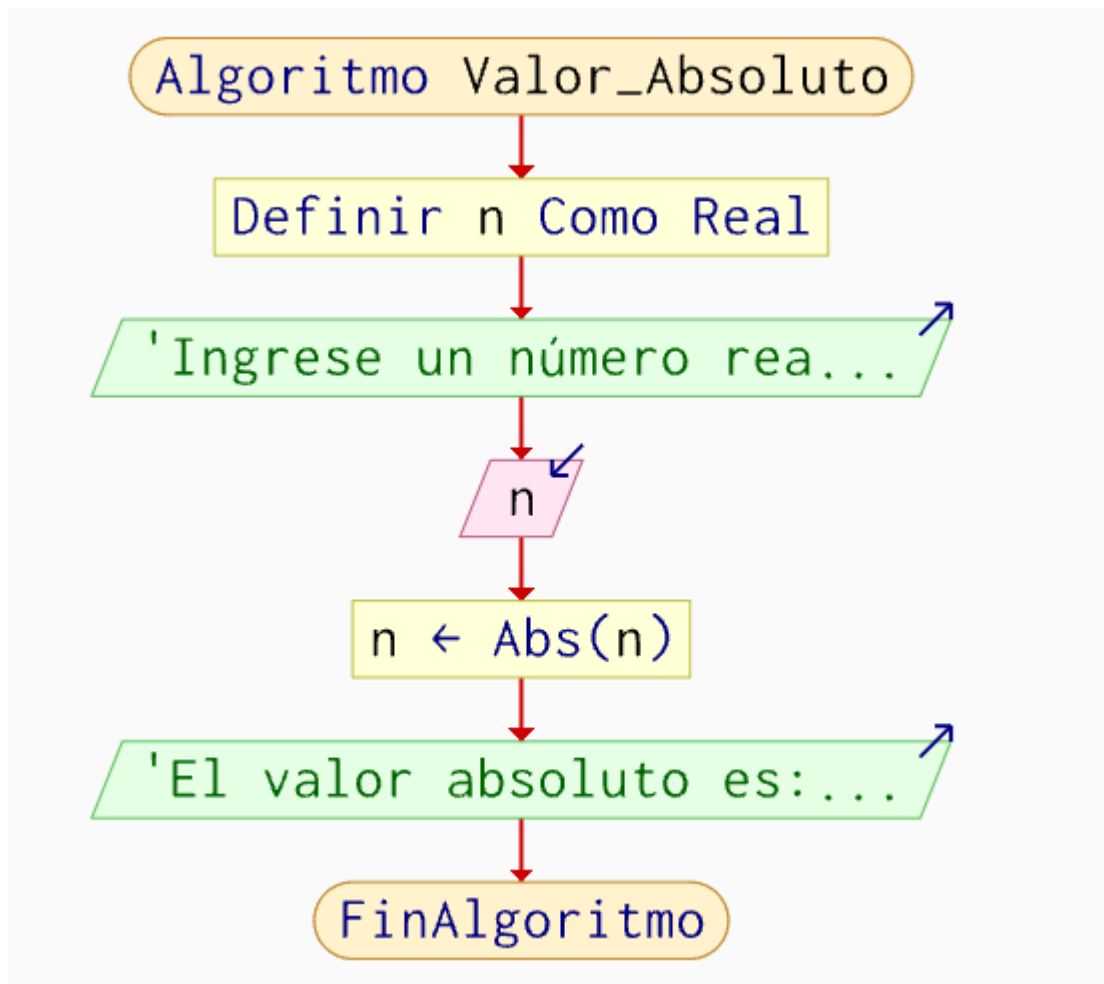 Algoritmo Valor_Absoluto
Definir n Como Real
'Ingrese un número rea...
n
n ← Abs(n)
'El valor absoluto es:...
FinAlgoritmo